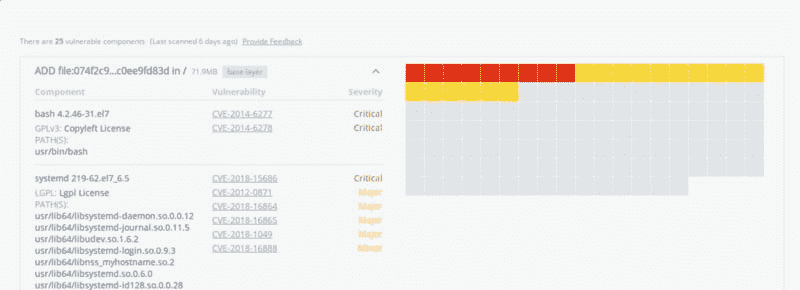 There are 25 vulnerable components (Last scanned 6 days ago) Provide Feedback
ADD file:074f2c9...c0ee9fd83d in / 71.9MB base layer
Component Vulnerability Severity
bash 4.2.46-31.el7 CVE-2014-6277 Critical
GPLv3: Copyleft License CVE-2014-6278 Critical
PATH(S):
usr/bin/bash
systemd 219-62.el7_6.5 CVE-2018-15686 Critical
LGPL: Lgpl License CVE-2012-0871 Major
PATH(S): CVE-2018-16864 Major
usr/lib64/libsystemd-daemon.so.0.0.12 CVE-2018-16865 Major
usr/lib64/libsystemd-journal.so.0.11.5 CVE-2018-1049 Major
usr/lib64/libudev.so.1.6.2 CVE-2018-16888 Minor
usr/lib64/libsystemd-login.so.0.9.3
usr/lib64/libnss_myhostname.so.2
usr/lib64/libsystemd.so.0.6.0
usr/lib64/libsystemd-id128.so.0.0.28